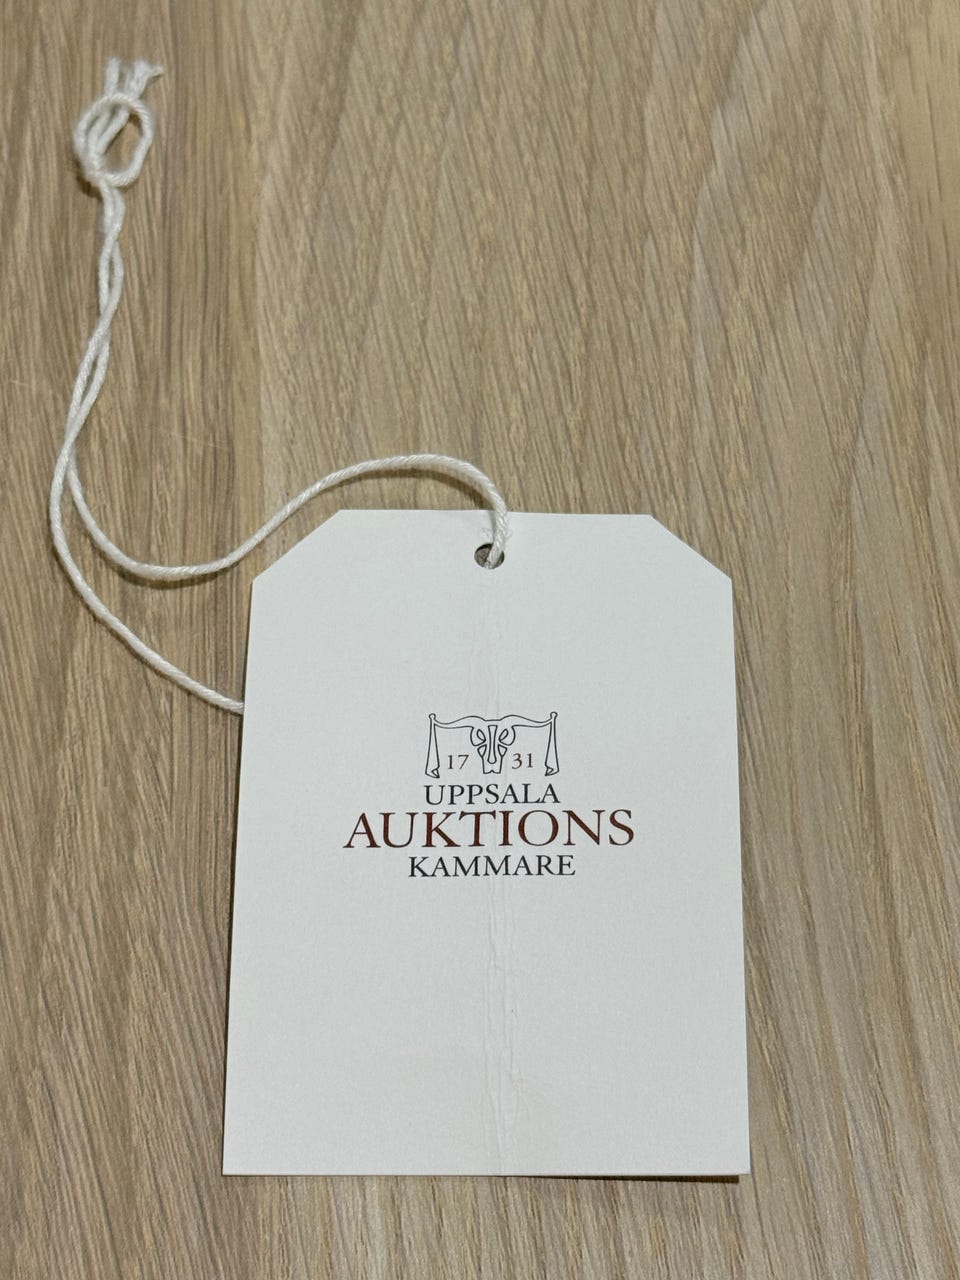 17 31
UPPSALA
AUKTIONS
KAMMARE